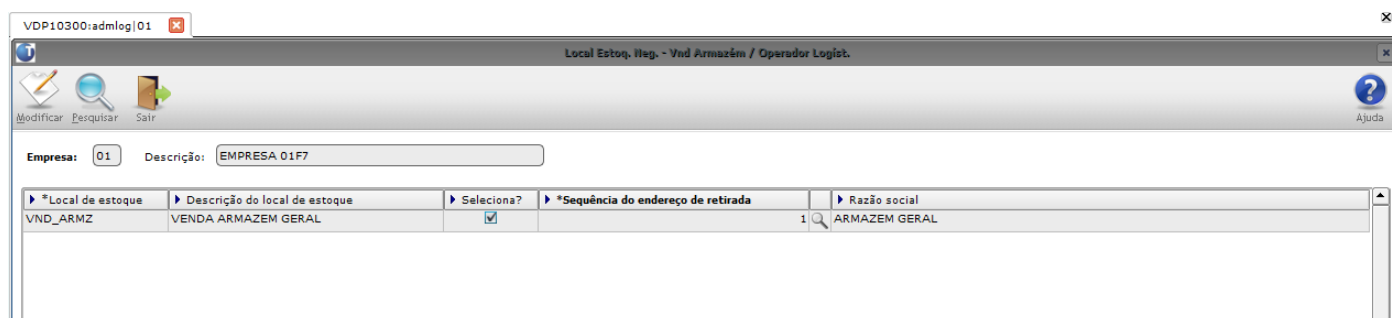 VDP10300:admlog|01
Local Estoq. Neg. - Vnd Armazém / Operador Logíst.
Modificar Pesquisar Sair Ajuda
Empresa: 01 Descrição: EMPRESA 01F7
*Local de estoque Descrição do local de estoque Seleciona? *Sequência do endereço de retirada Razão social
VND_ARMZ VENDA ARMAZEM GERAL 1 ARMAZEM GERAL